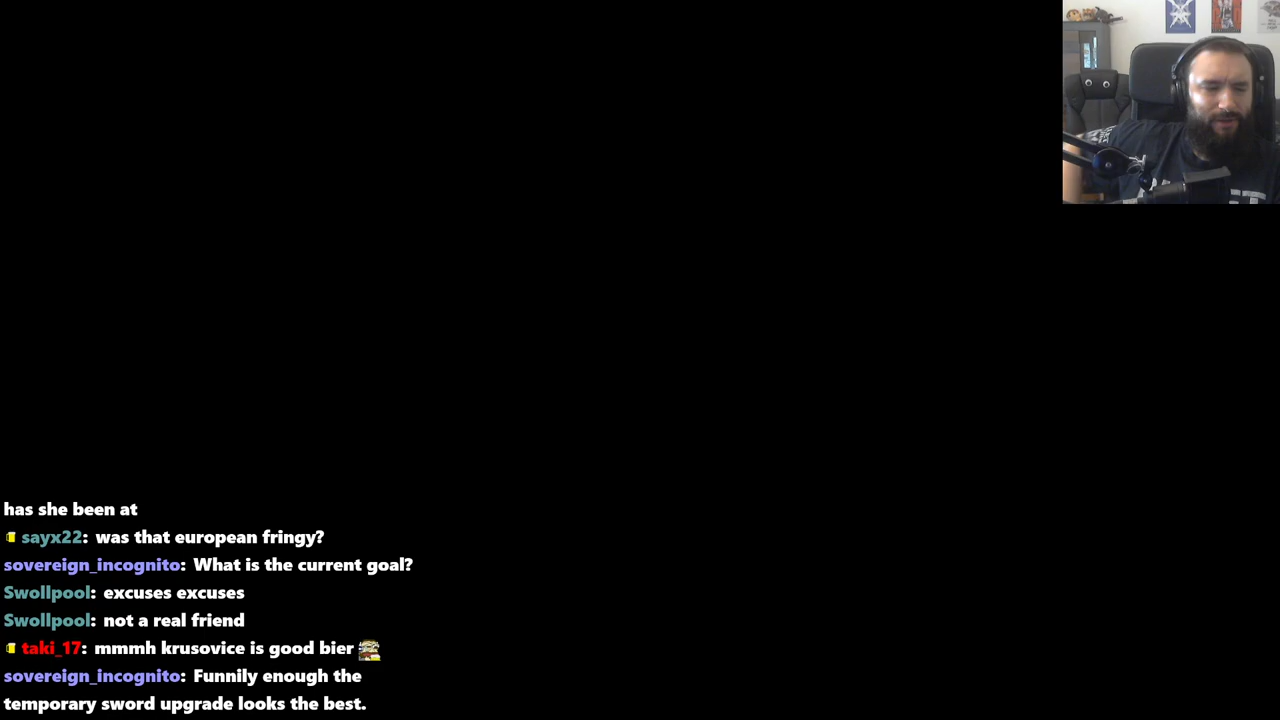 has she been at
sayx22: was that european fringy?
sovereign_incognito: What is the current goal?
Swollpool: excuses excuses
Swollpool: not a real friend
taki_17: mmmh krusovice is good bier
sovereign_incognito: Funnily enough the
temporary sword upgrade looks the best.